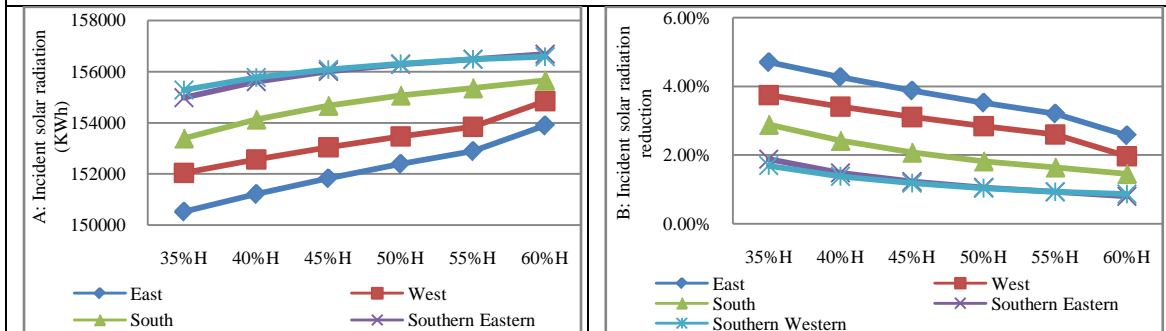 A: Incident solar radiation
(KWh)
158000
156000
154000
152000
150000
35%H 40%H 45%H 50%H 55%H 60%H
East West
South Southern Eastern
Southern Western
B: Incident solar radiation
reduction
6.00%
4.00%
2.00%
0.00%
35%H 40%H 45%H 50%H 55%H 60%H
East West
South Southern Eastern
Southern Western